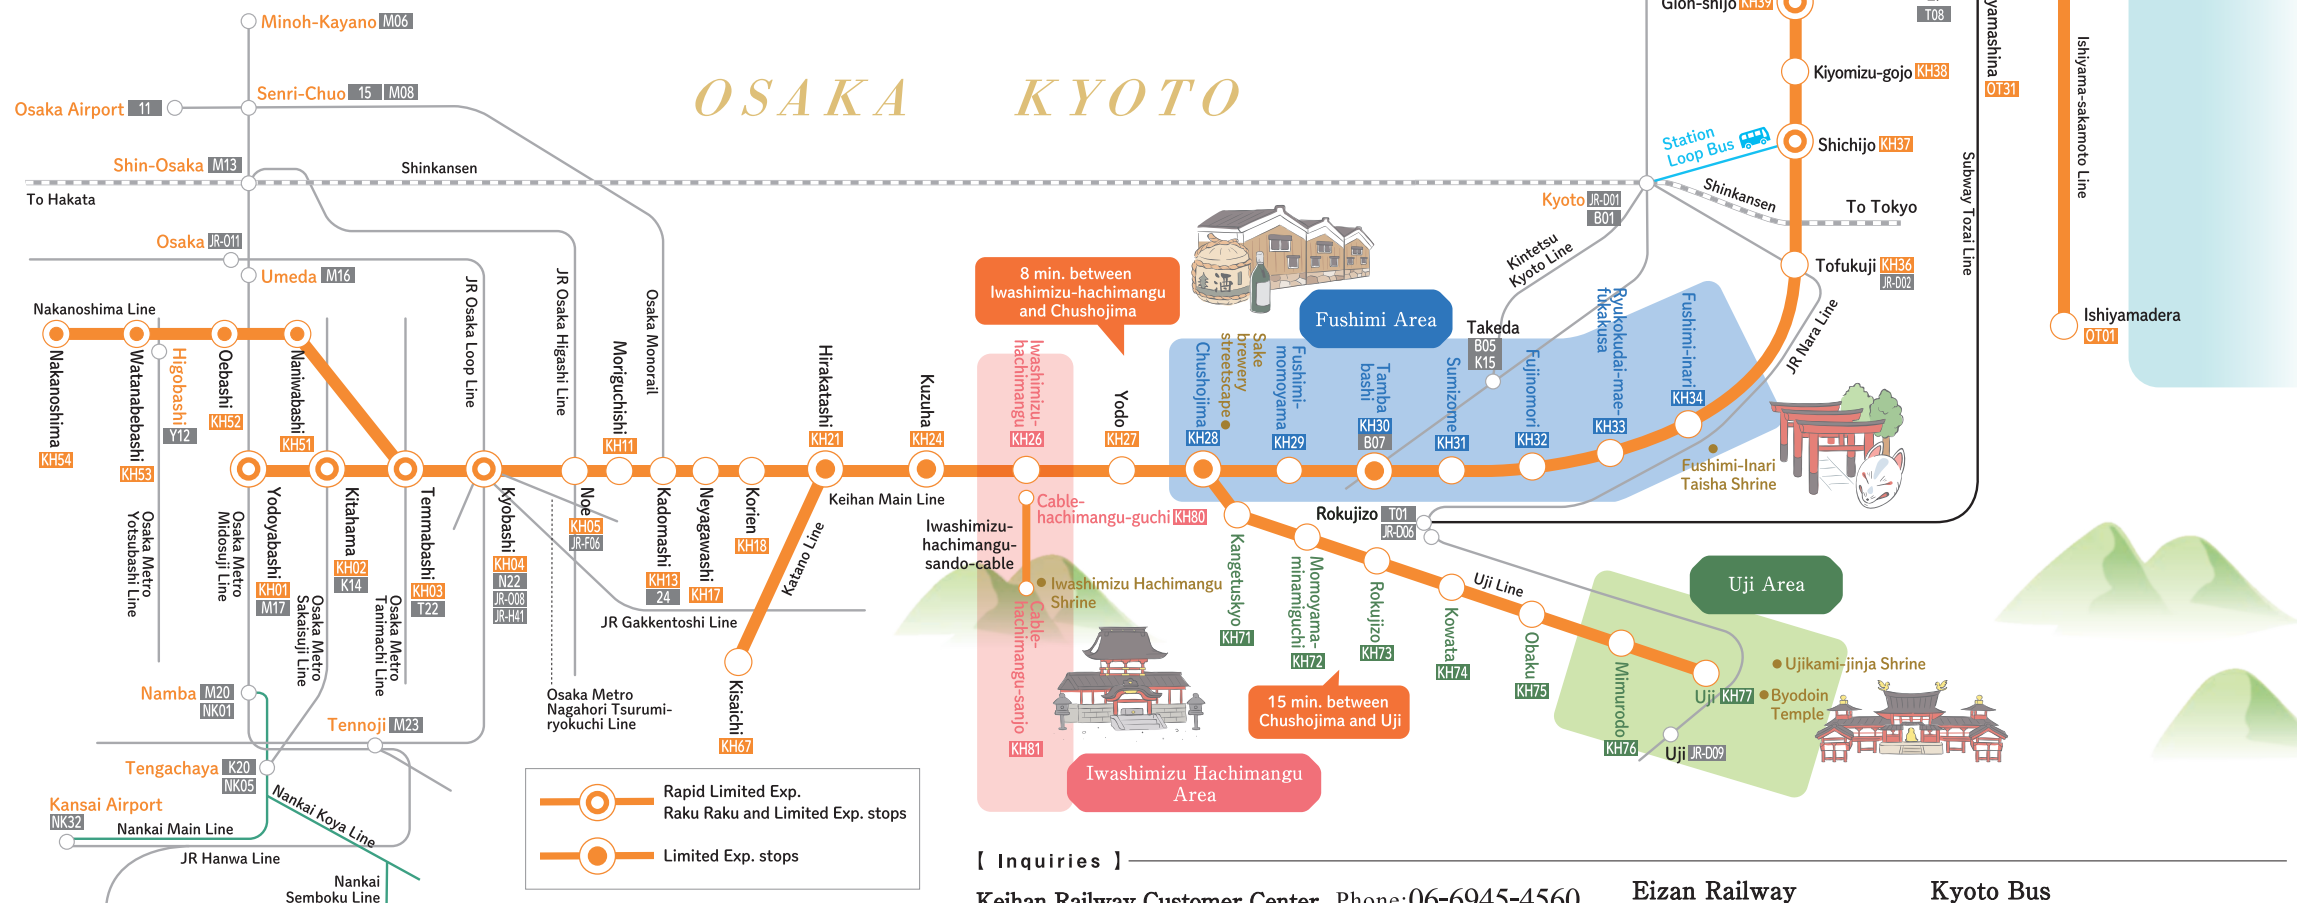 Minoh-Kayano M06
Senri-Chuo 15 M08
Osaka Airport 11
Shin-Osaka M13
Shinkansen
To Hakata
Osaka JR-O11
Umeda M16
OSAKA KYOTO
Gion-shijo KH39
T08
Kiyomizu-gojo KH38
yamashina
OT31
Ishiyama-sakamoto Line
Station
Loop Bus
Shichijo KH37
Subway Tozai Line
Kyoto JR-D01
B01
Shinkansen
To Tokyo
Kintetsu
Kyoto Line
Tofukuji KH36
JR-D02
JR Nara Line
Ishiyamadera
OT01
Nakanoshima Line
Nakanoshima
KH54
Watanabebashi
KH53
Higobashi
Y12
Oebashi
KH52
Naniwabashi
KH51
JR Osaka Loop Line
JR Osaka Higashi Line
Osaka Monorail
Moriguchishi
KH11
Hirakatashi
KH21
Kuzuha
KH24
8 min. between
Iwashimizu-hachimangu
and Chushojima
Iwashimizu-
hachimangu
KH26
Yodo
KH27
Fushimi Area
Chushojima
KH28
Sake
brewery
streetscape
Fushimi-
momoyama
KH29
Tamba
bashi
KH30
B07
Takeda
B05
K15
Sumizome
KH31
Fujinomori
KH32
Ryukokudai-mae-
fukakusa
KH33
Fushimi-inari
KH34
Fushimi-Inari
Taisha Shrine
Osaka Metro
Yotsubashi Line
Osaka Metro
Midosuji Line
Yodoyabashi
KH01
M17
Osaka Metro
Sakaisuji Line
Kitahama
KH02
K14
Osaka Metro
Tanimachi Line
Temmabashi
KH03
T22
Kyobashi
KH04
N22
JR-O08
JR-H41
Noe
KH05
JR-F06
Kadomashi
KH13
24
Neyagawashi
KH17
Korien
KH18
Keihan Main Line
Katano Line
Kisaichi
KH67
JR Gakkentoshi Line
Osaka Metro
Nagahori Tsurumi-
ryokuchi Line
Cable-
hachimangu-guchi KH80
Iwashimizu-
hachimangu-
sando-cable
Iwashimizu Hachimangu
Shrine
Cable-
hachimangu-sanjo
KH81
Iwashimizu Hachimangu
Area
Rokujizo T01
JR-D06
Kangetuskyo
KH71
Momoyama-
minamiguchi
KH72
Rokujizo
KH73
Uji Line
Kowata
KH74
Obaku
KH75
Mimurodo
KH76
Uji KH77
Uji JR-D09
15 min. between
Chushojima and Uji
Uji Area
Ujikami-jinja Shrine
Byodoin
Temple
Namba M20
NK01
Tennoji M23
Tengachaya K20
NK05
Kansai Airport
NK32
Nankai Main Line
Nankai Koya Line
JR Hanwa Line
Nankai
Semboku Line
Rapid Limited Exp.
Raku Raku and Limited Exp. stops
Limited Exp. stops
【 Inquiries 】
Keihan Railway Customer Center Phone:06-6945-4560
Eizan Railway
Kyoto Bus